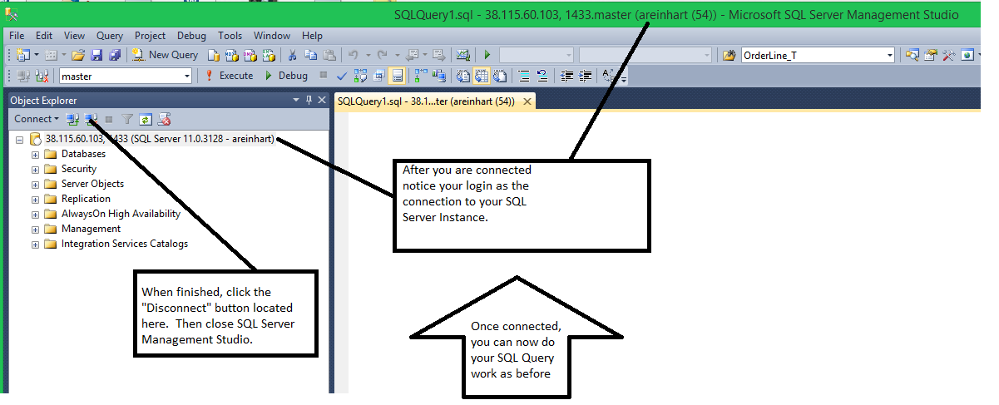 SQLQuery1.sql - 38.115.60.103, 1433.master (areinhart (54)) - Microsoft SQL Server Management Studio
File Edit View Query Project Debug Tools Window Help
New Query OrderLine_T
master Execute Debug
Object Explorer
SQLQuery1.sql - 38.1...ter (areinhart (54))
Connect
38.115.60.103, 1433 (SQL Server 11.0.3128 - areinhart)
Databases
Security
Server Objects
Replication
AlwaysOn High Availability
Management
Integration Services Catalogs
After you are connected
notice your login as the
connection to your SQL
Server Instance.
When finished, click the
"Disconnect" button located
here. Then close SQL Server
Management Studio.
Once connected,
you can now do
your SQL Query
work as before